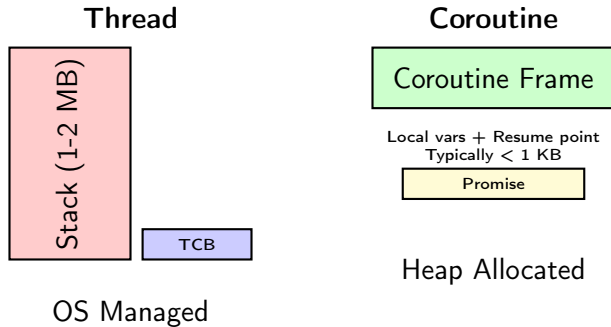 Thread
Stack (1-2 MB)
TCB
OS Managed
Coroutine
Coroutine Frame
Local vars + Resume point
Typically < 1 KB
Promise
Heap Allocated